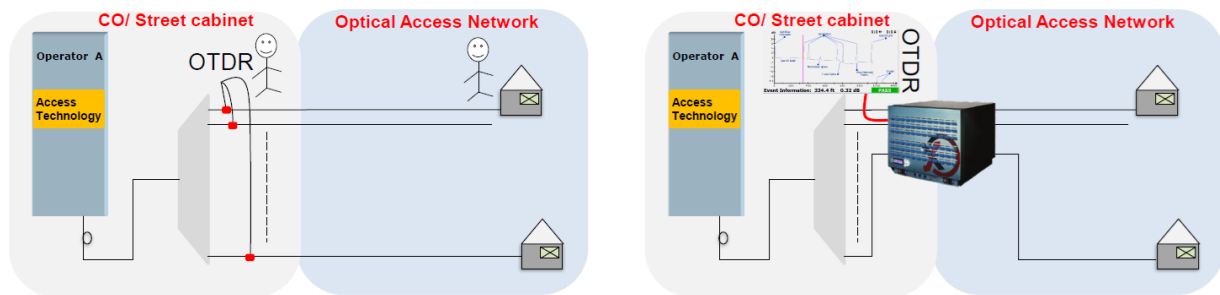 CO/ Street cabinet
Optical Access Network
Operator A
OTDR
Access
Technology
CO/ Street cabinet
Optical Access Network
Operator A
OTDR
Access
Technology
Event Information: 334.4 ft 0.32 dB PASS